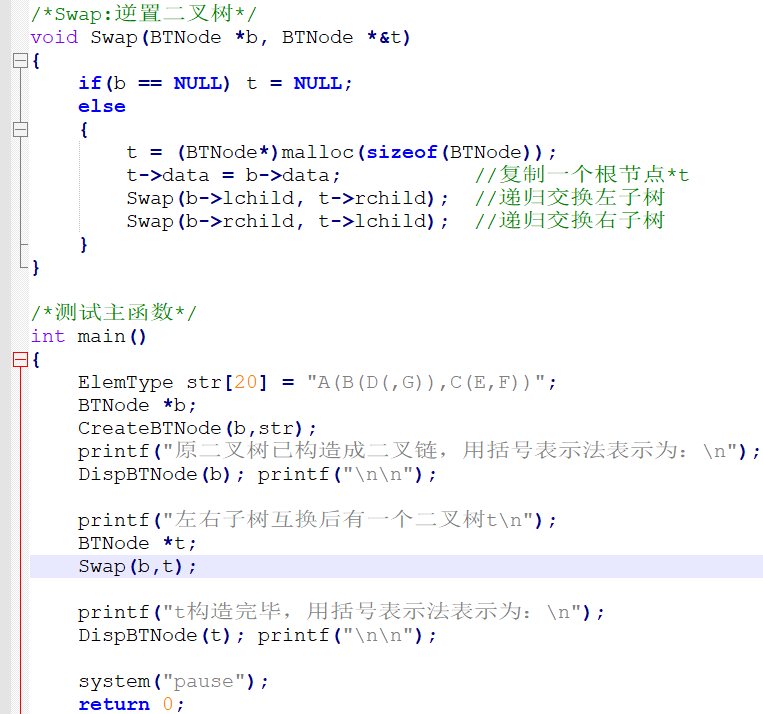 /*Swap:逆置二叉树*/
void Swap(BTNode *b, BTNode *&t)
{
    if(b == NULL) t = NULL;
    else
    {
        t = (BTNode*)malloc(sizeof(BTNode));
        t->data = b->data;           //复制一个根节点*t
        Swap(b->lchild, t->rchild);  //递归交换左子树
        Swap(b->rchild, t->lchild);  //递归交换右子树
    }
}
/*测试主函数*/
int main()
{
    ElemType str[20] = "A(B(D(,G)),C(E,F))";
    BTNode *b;
    CreateBTNode(b,str);
    printf("原二叉树已构造成二叉链，用括号表示法表示为：\n");
    DispBTNode(b); printf("\n\n");
    printf("左右子树互换后有一个二叉树t\n");
    BTNode *t;
    Swap(b,t);
    printf("t构造完毕，用括号表示法表示为：\n");
    DispBTNode(t); printf("\n\n");
    system("pause");
    return 0;